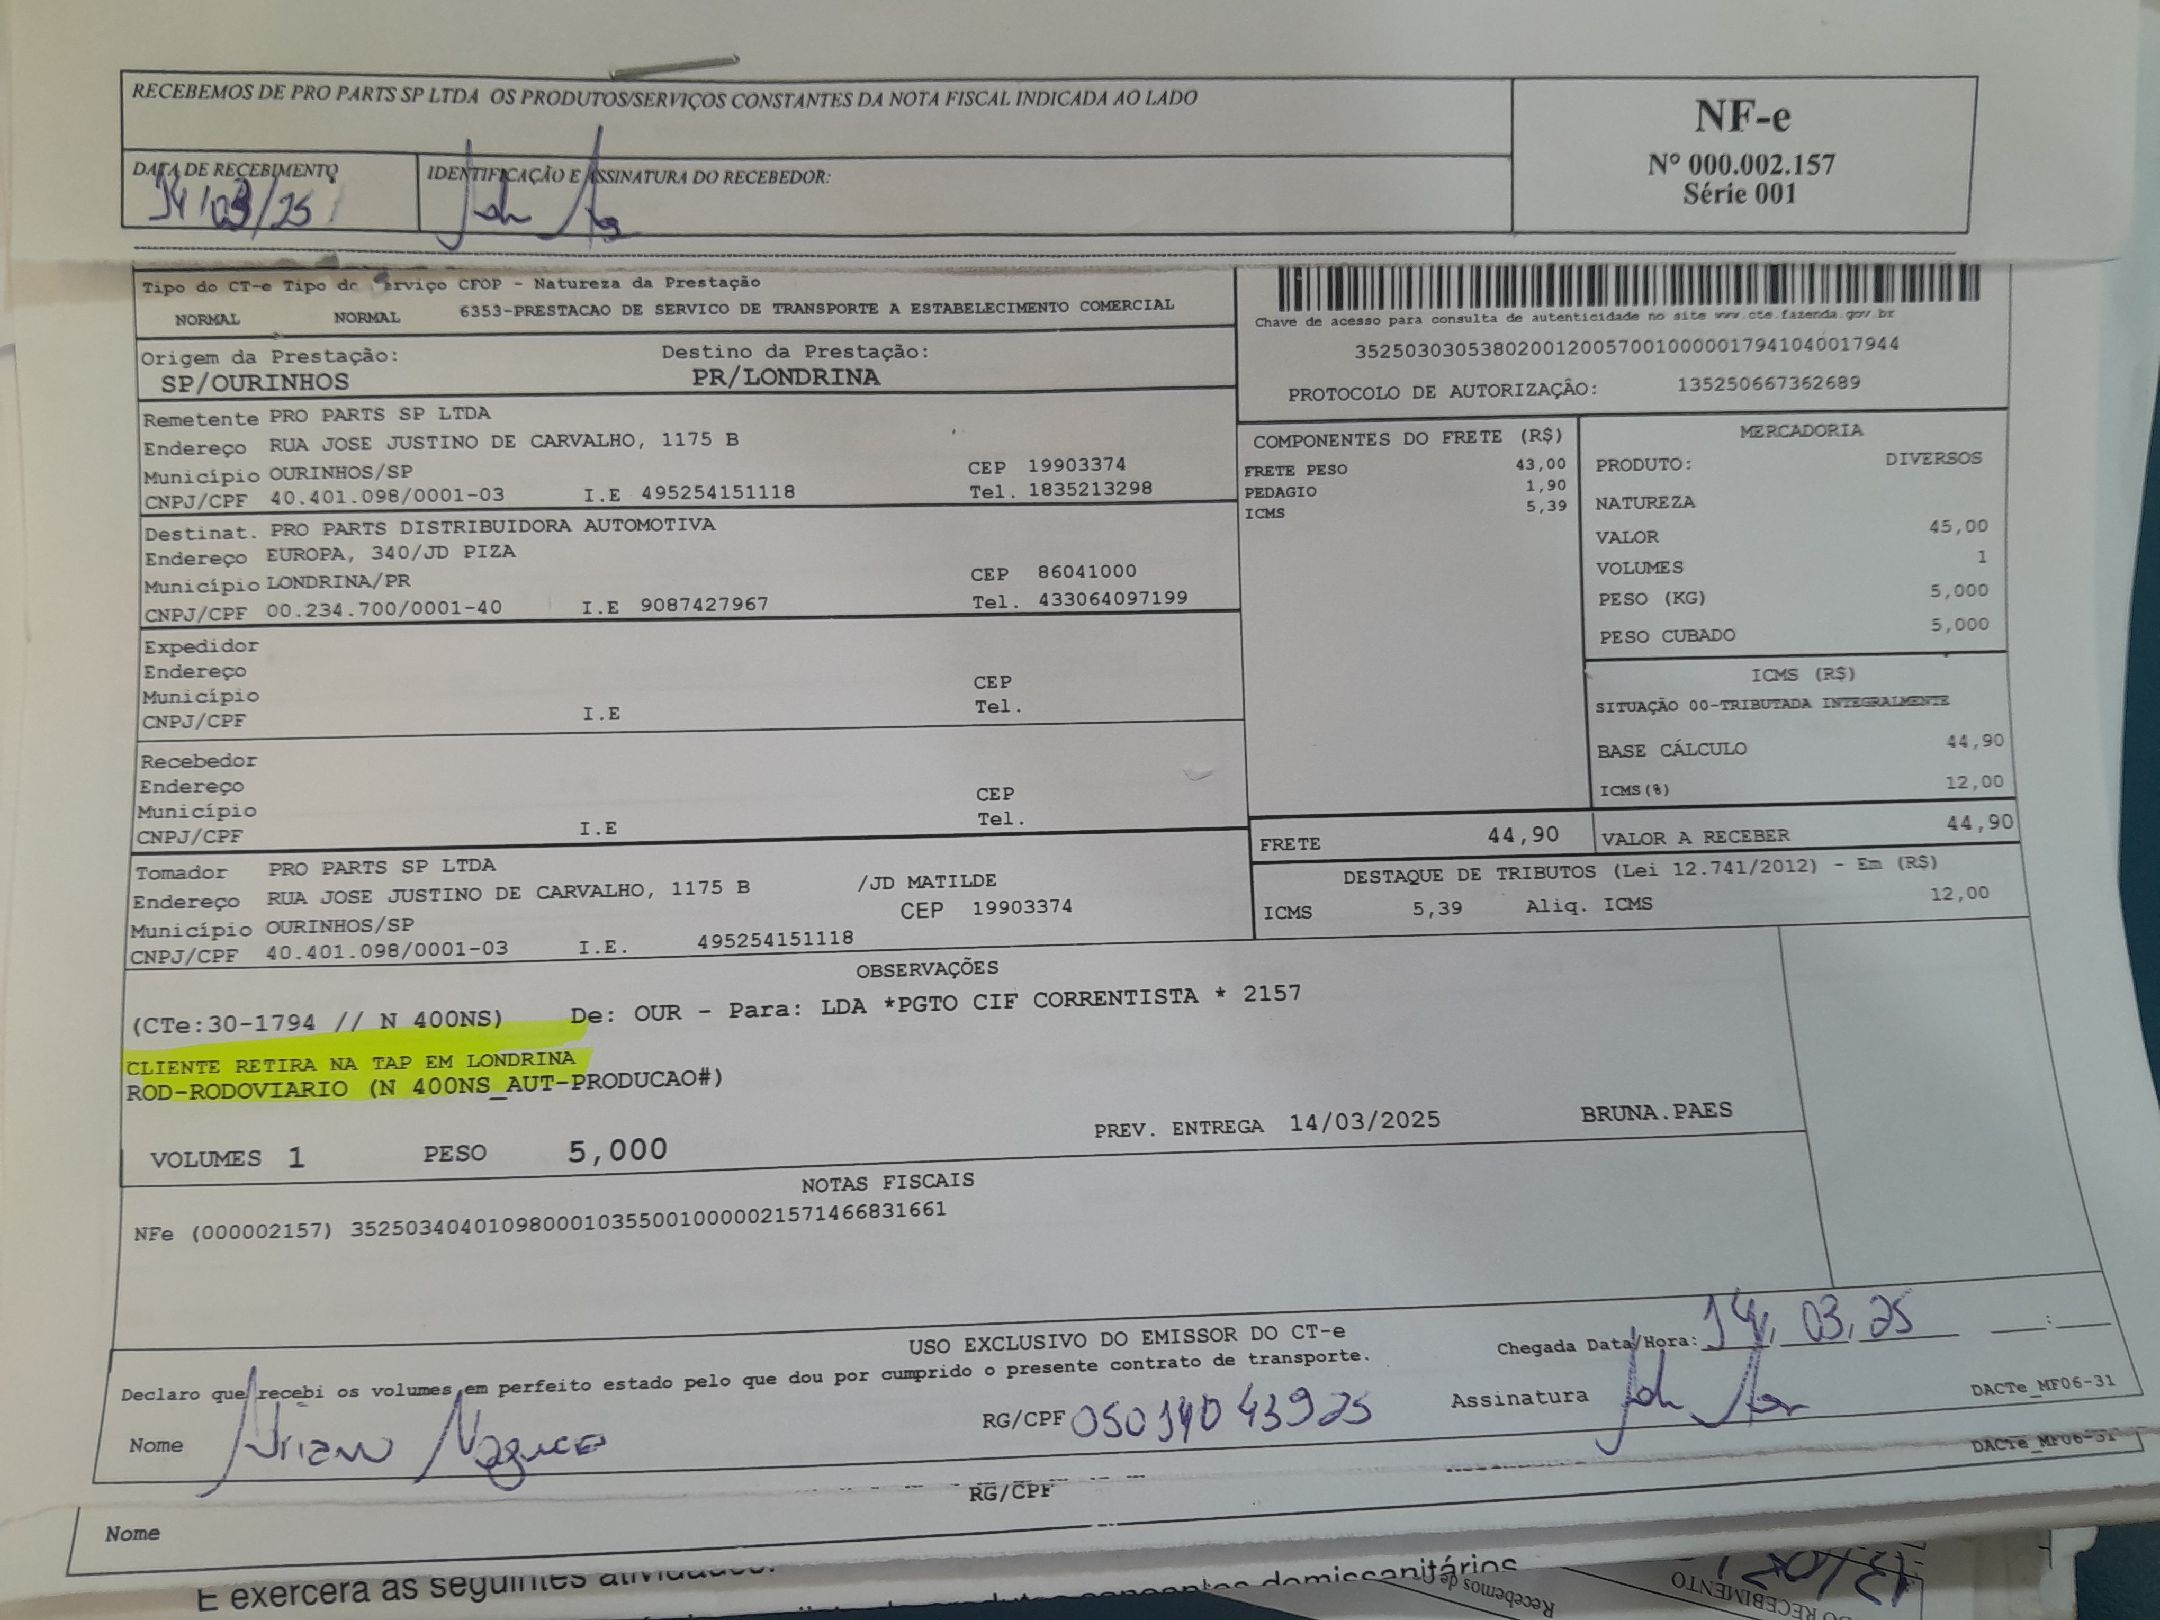 RECEBEMOS DE PRO PARTS SP LTDA OS PRODUTOS/SERVIÇOS CONSTANTES DA NOTA FISCAL INDICADA AO LADO
DATA DE RECEBIMENTO
14/03/25
IDENTIFICAÇÃO E ASSINATURA DO RECEBEDOR:
NF-e
Nº 000.002.157
Série 001
Tipo do CT-e Tipo do Serviço CFOP - Natureza da Prestação
NORMAL NORMAL 6353-PRESTACAO DE SERVICO DE TRANSPORTE A ESTABELECIMENTO COMERCIAL
Chave de acesso para consulta de autenticidade no site www.cte.fazenda.gov.br
35250303053802001200570010000017941040017944
PROTOCOLO DE AUTORIZAÇÃO: 135250667362689
Origem da Prestação: Destino da Prestação:
SP/OURINHOS PR/LONDRINA
Remetente PRO PARTS SP LTDA
Endereço RUA JOSE JUSTINO DE CARVALHO, 1175 B
Município OURINHOS/SP CEP 19903374
CNPJ/CPF 40.401.098/0001-03 I.E 495254151118 Tel. 1835213298
Destinat. PRO PARTS DISTRIBUIDORA AUTOMOTIVA
Endereço EUROPA, 340/JD PIZA
Município LONDRINA/PR CEP 86041000
CNPJ/CPF 00.234.700/0001-40 I.E 9087427967 Tel. 433064097199
Expedidor
Endereço
Município CEP
CNPJ/CPF I.E Tel.
Recebedor
Endereço
Município CEP
CNPJ/CPF I.E Tel.
Tomador PRO PARTS SP LTDA
Endereço RUA JOSE JUSTINO DE CARVALHO, 1175 B /JD MATILDE
Município OURINHOS/SP CEP 19903374
CNPJ/CPF 40.401.098/0001-03 I.E. 495254151118
COMPONENTES DO FRETE (R$)
FRETE PESO 43,00
PEDAGIO 1,90
ICMS 5,39
MERCADORIA
PRODUTO: DIVERSOS
NATUREZA
VALOR 45,00
VOLUMES 1
PESO (KG) 5,000
PESO CUBADO 5,000
ICMS (R$)
SITUAÇÃO 00-TRIBUTADA INTEGRALMENTE
BASE CÁLCULO 44,90
ICMS(%) 12,00
FRETE 44,90 VALOR A RECEBER 44,90
DESTAQUE DE TRIBUTOS (Lei 12.741/2012) - Em (R$)
ICMS 5,39 Aliq. ICMS 12,00
OBSERVAÇÕES
(CTe:30-1794 // N 400NS) De: OUR - Para: LDA *PGTO CIF CORRENTISTA * 2157
CLIENTE RETIRA NA TAP EM LONDRINA
ROD-RODOVIARIO (N 400NS_AUT-PRODUCAO#)
VOLUMES 1 PESO 5,000 PREV. ENTREGA 14/03/2025 BRUNA.PAES
NOTAS FISCAIS
NFe (000002157) 35250340401098000103550010000021571466831661
USO EXCLUSIVO DO EMISSOR DO CT-e
Declaro que recebi os volumes em perfeito estado pelo que dou por cumprido o presente contrato de transporte.
Chegada Data/Hora: 14, 03, 25 :
Nome RG/CPF 05014043925 Assinatura
DACTe_MF06-31
RG/CPF
DACTe_MF06-31
Nome
E exercerá as seguintes
domissanitários
Recebemos de
RECEBIMENTO